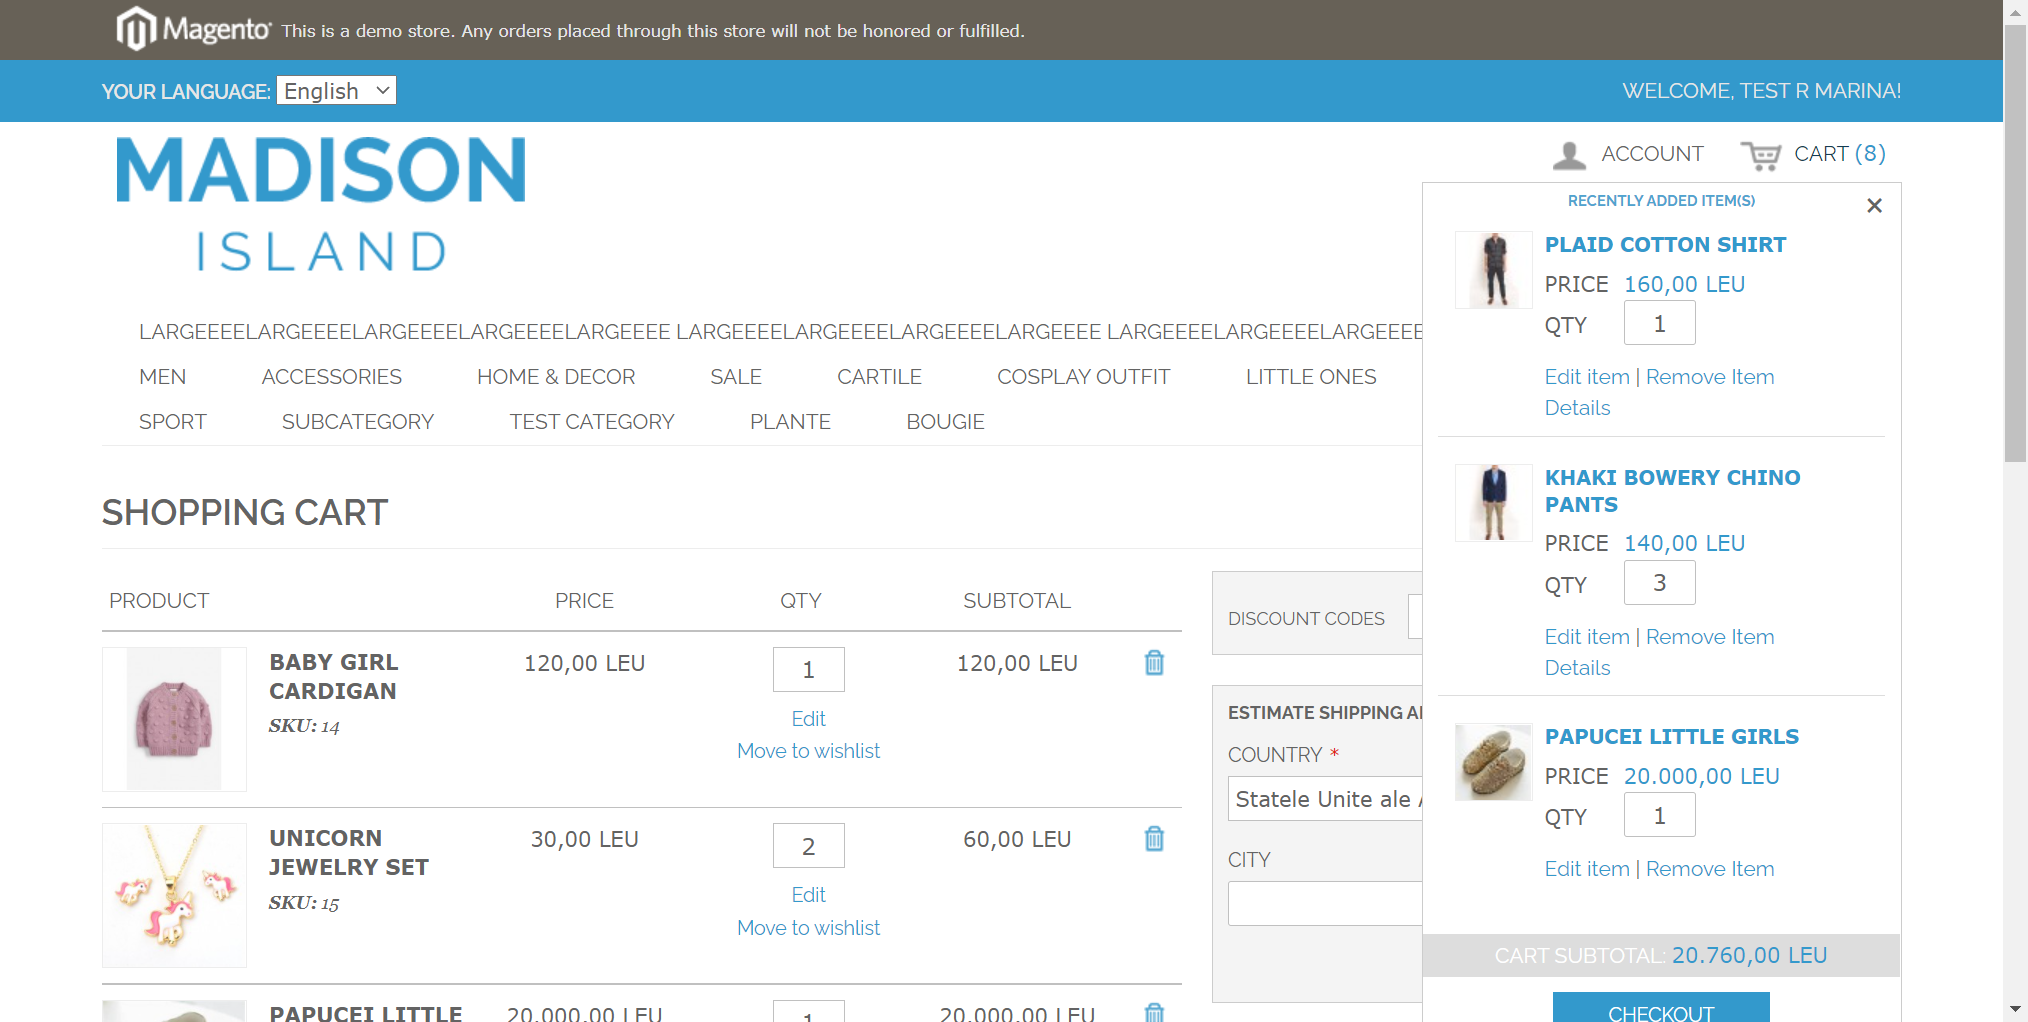 Magento® This is a demo store. Any orders placed through this store will not be honored or fulfilled.
YOUR LANGUAGE: English
WELCOME, TEST R MARINA!
MADISON
ISLAND
ACCOUNT
CART (8)
LARGEEEELARGEEEELARGEEEELARGEEEELARGEEEE LARGEEEELARGEEEELARGEEEELARGEEEE LARGEEEELARGEEEELARGEEEE
MEN ACCESSORIES HOME & DECOR SALE CARTILE COSPLAY OUTFIT LITTLE ONES
SPORT SUBCATEGORY TEST CATEGORY PLANTE BOUGIE
SHOPPING CART
PRODUCT PRICE QTY SUBTOTAL
BABY GIRL
CARDIGAN
SKU: 14
120,00 LEU
1
Edit
Move to wishlist
120,00 LEU
UNICORN
JEWELRY SET
SKU: 15
30,00 LEU
2
Edit
Move to wishlist
60,00 LEU
PAPUCEI LITTLE
20.000,00 LEU
1
20.000,00 LEU
DISCOUNT CODES
ESTIMATE SHIPPING
COUNTRY *
Statele Unite ale
CITY
RECENTLY ADDED ITEM(S)
×
PLAID COTTON SHIRT
PRICE 160,00 LEU
QTY 1
Edit item | Remove Item
Details
KHAKI BOWERY CHINO
PANTS
PRICE 140,00 LEU
QTY 3
Edit item | Remove Item
Details
PAPUCEI LITTLE GIRLS
PRICE 20.000,00 LEU
QTY 1
Edit item | Remove Item
CART SUBTOTAL: 20.760,00 LEU
CHECKOUT